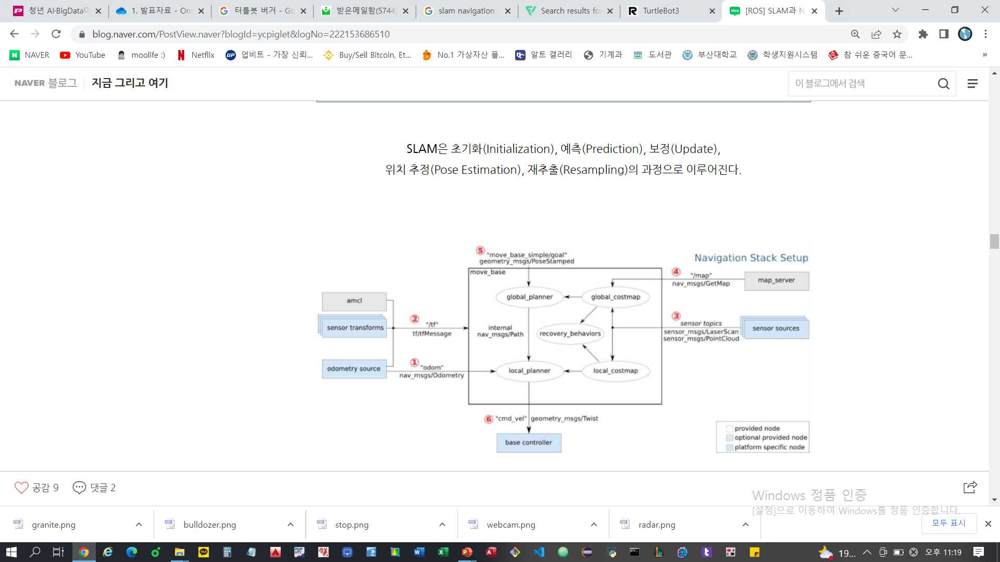 청년 AI·BigData아
1. 발표자료 - One
터틀봇 버거 - Go
받은메일함(5744)
slam navigation -
Search results fo
TurtleBot3
[ROS] SLAM과 N
blog.naver.com/PostView.naver?blogId=ycpiglet&logNo=222153686510
NAVER
YouTube
moolife :)
Netflix
업비트 - 가장 신뢰...
Buy/Sell Bitcoin, Et...
No.1 가상자산 플...
알트 갤러리
기계과
도서관
부산대학교
학생지원시스템
참 쉬운 중국어 문...
»
NAVER 블로그
지금 그리고 여기
이 블로그에서 검색
SLAM은 초기화(Initialization), 예측(Prediction), 보정(Update),
위치 추정(Pose Estimation), 재추출(Resampling)의 과정으로 이루어진다.
Navigation Stack Setup
⑤ "move_base_simple/goal"
geometry_msgs/PoseStamped
move_base
④ "/map"
nav_msgs/GetMap
map_server
global_planner
global_costmap
amcl
sensor transforms
② "/tf"
tf/tfMessage
internal
nav_msgs/Path
recovery_behaviors
③ sensor topics
sensor_msgs/LaserScan
sensor_msgs/PointCloud
sensor sources
odometry source
① "odom"
nav_msgs/Odometry
local_planner
local_costmap
⑥ "cmd_vel" geometry_msgs/Twist
base controller
provided node
optional provided node
platform specific node
공감 9
댓글 2
Windows 정품 인증
[설정]으로 이동하여 Windows를 정품 인증합니다.
granite.png
bulldozer.png
stop.png
webcam.png
radar.png
모두 표시
19...
오후 11:19